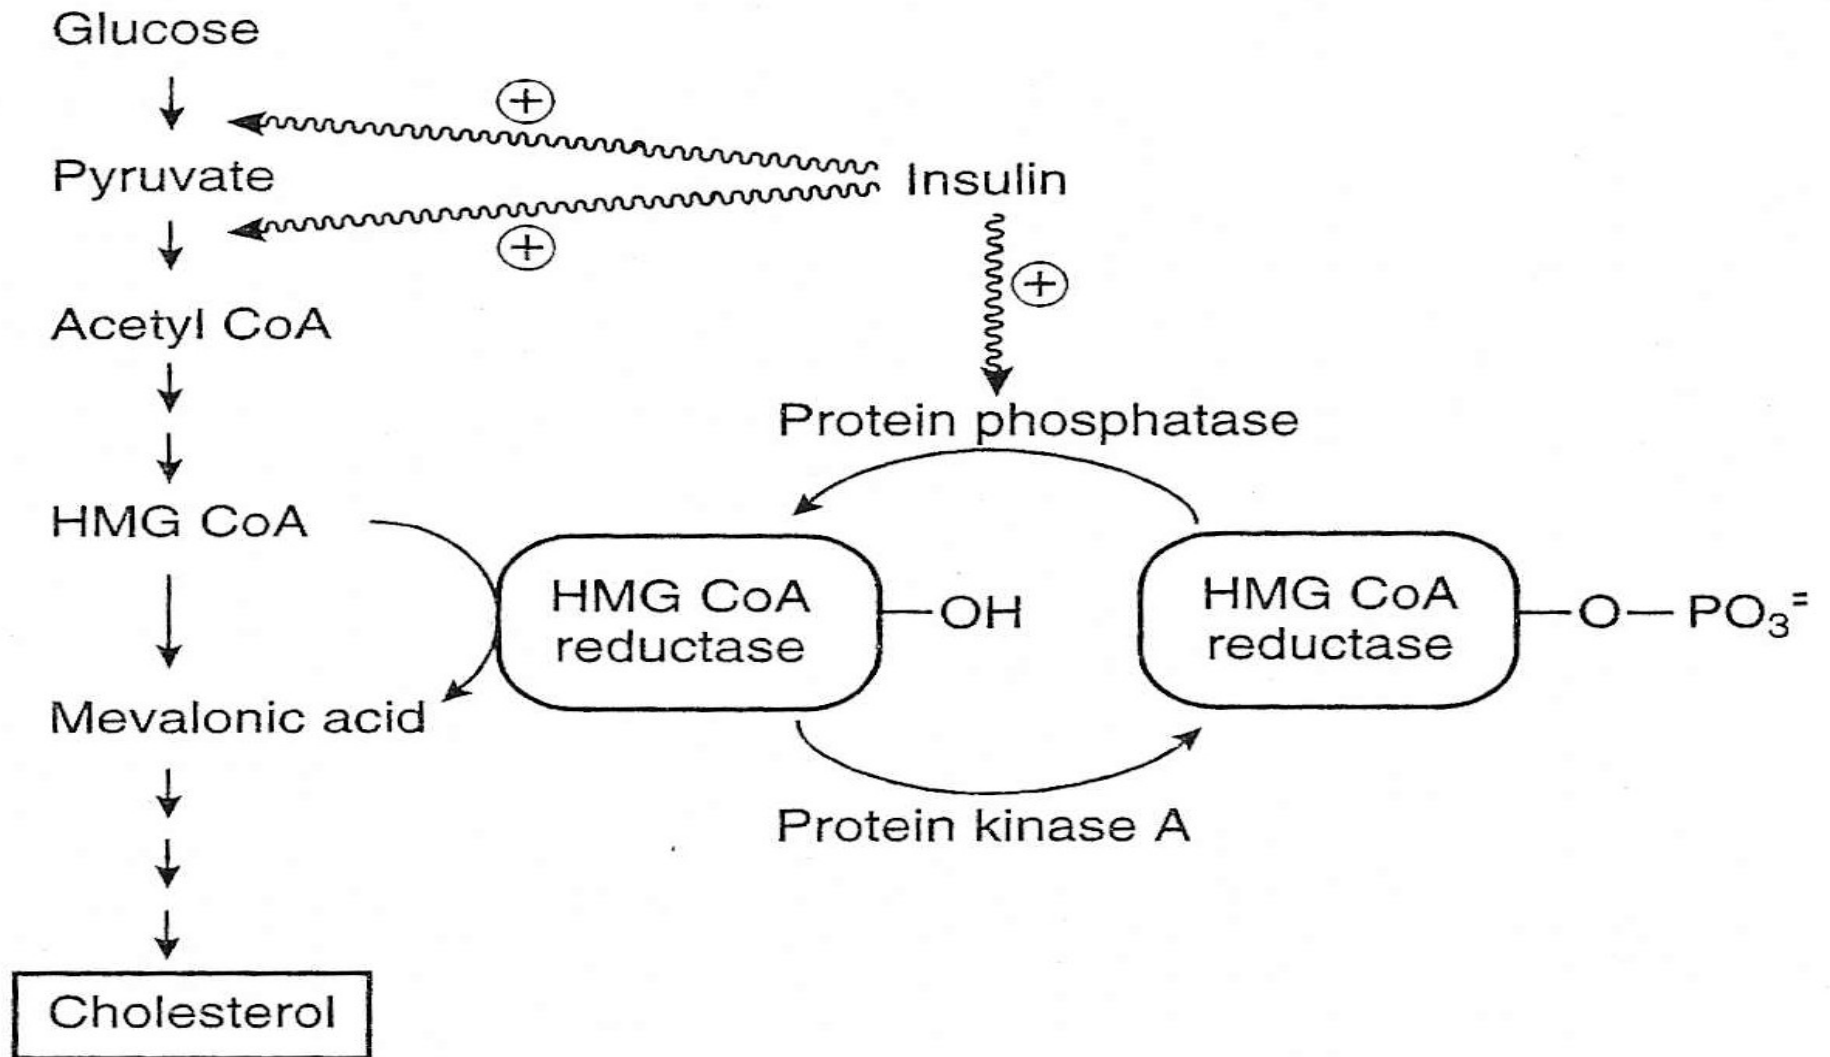 Glucose
+
Pyruvate
Insulin
+
+
Acetyl CoA
Protein phosphatase
HMG CoA
HMG CoA
reductase
OH
HMG CoA
reductase
O
PO₃⁼
Mevalonic acid
Protein kinase A
Cholesterol